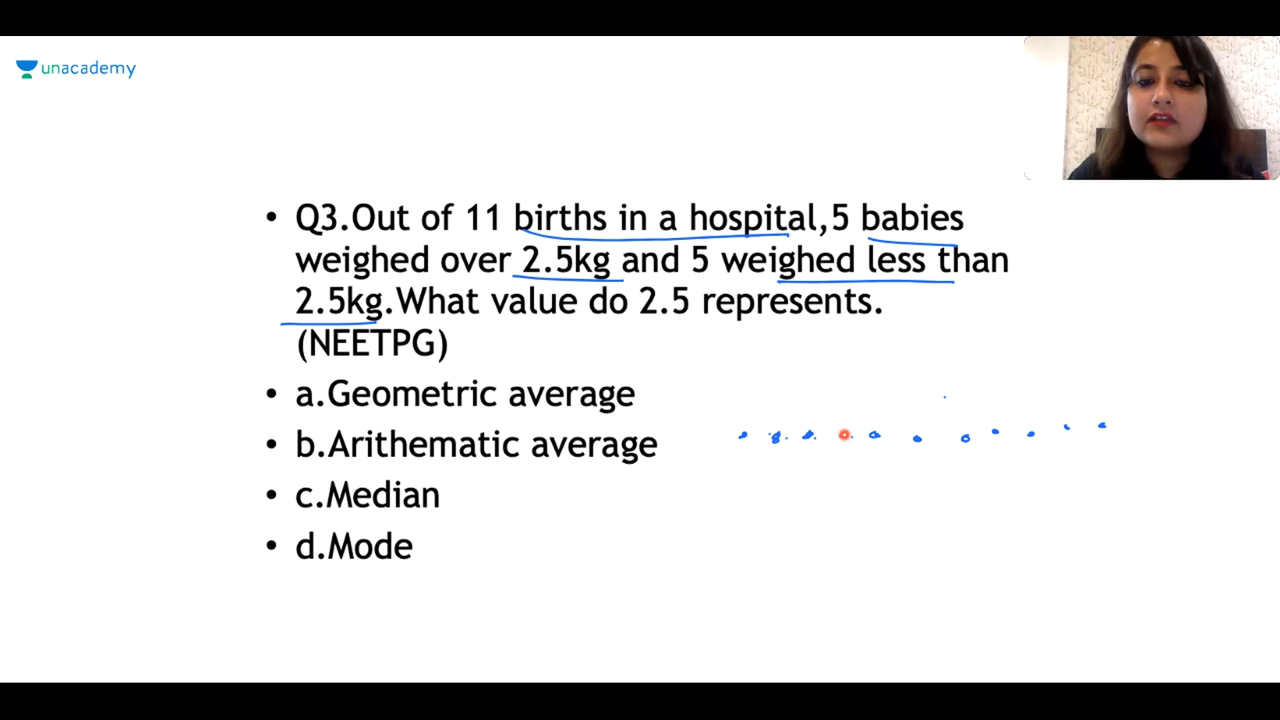 unacademy
• Q3.Out of 11 births in a hospital,5 babies
weighed over 2.5kg and 5 weighed less than
2.5kg.What value do 2.5 represents.
(NEETPG)
• a.Geometric average
• b.Arithematic average
• c.Median
• d.Mode